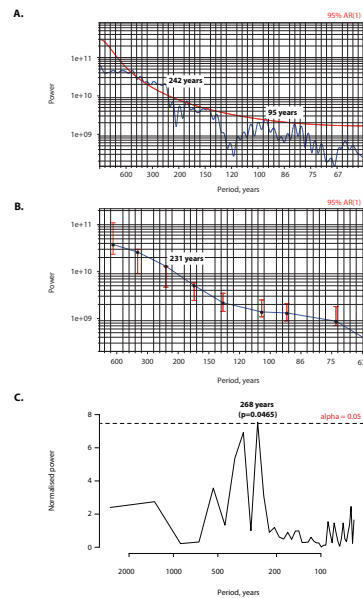 A.
95% AR(1)
1e+11
1e+10
1e+09
Power
242 years
95 years
600 300 200 150 120 100 86 75 67
Period, years
B.
95% AR(1)
1e+11
1e+10
1e+09
Power
231 years
600 300 200 150 120 100 86 75
Period, years
C.
268 years
(p=0.0465)
alpha = 0.05
8
6
4
2
0
Normalised power
2000 1000 500 200 100
Period, years